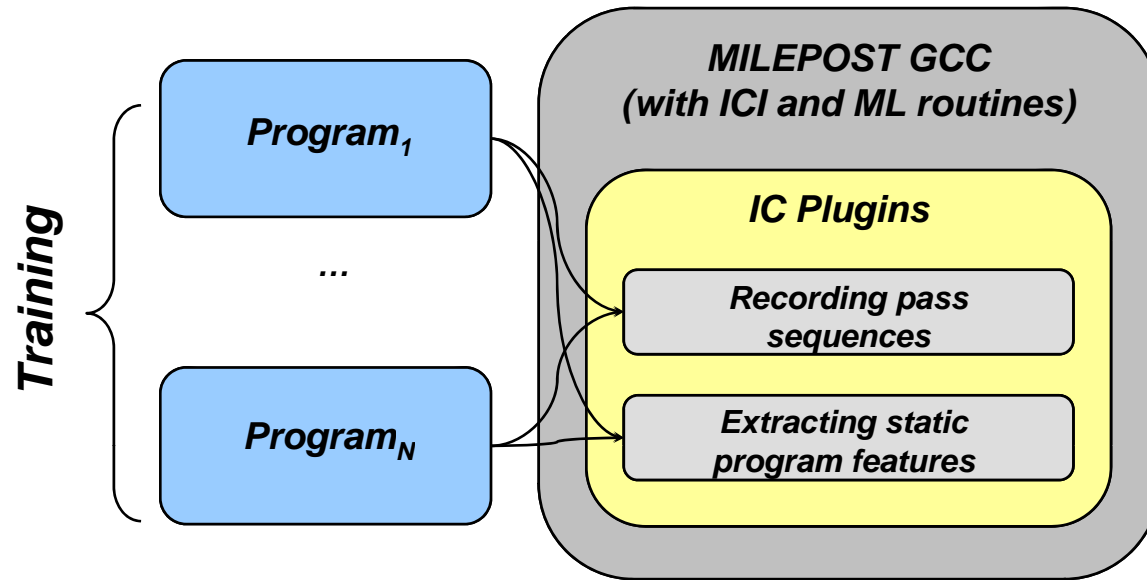 Training
Program1
...
ProgramN
MILEPOST GCC
(with ICI and ML routines)
IC Plugins
Recording pass
sequences
Extracting static
program features